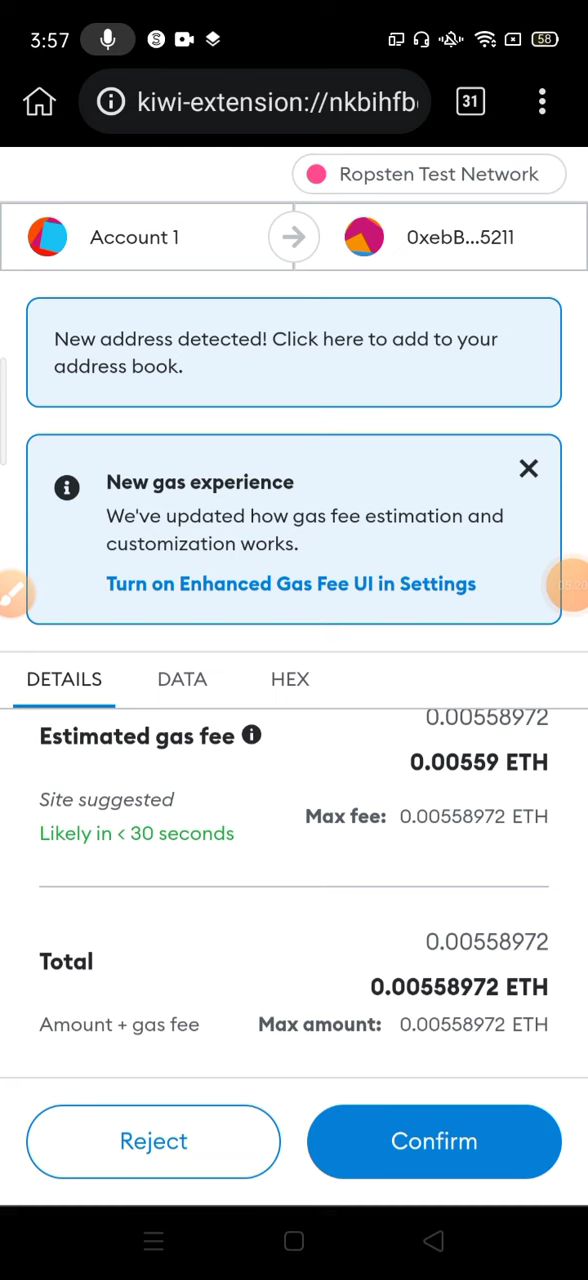 3:57
58
kiwi-extension://nkbihfb
31
Ropsten Test Network
Account 1
0xebB...5211
New address detected! Click here to add to your
address book.
New gas experience
We've updated how gas fee estimation and
customization works.
Turn on Enhanced Gas Fee UI in Settings
05:20
DETAILS
DATA
HEX
0.00558972
Estimated gas fee
0.00559 ETH
Site suggested
Max fee: 0.00558972 ETH
Likely in < 30 seconds
0.00558972
Total
0.00558972 ETH
Amount + gas fee
Max amount: 0.00558972 ETH
Reject
Confirm